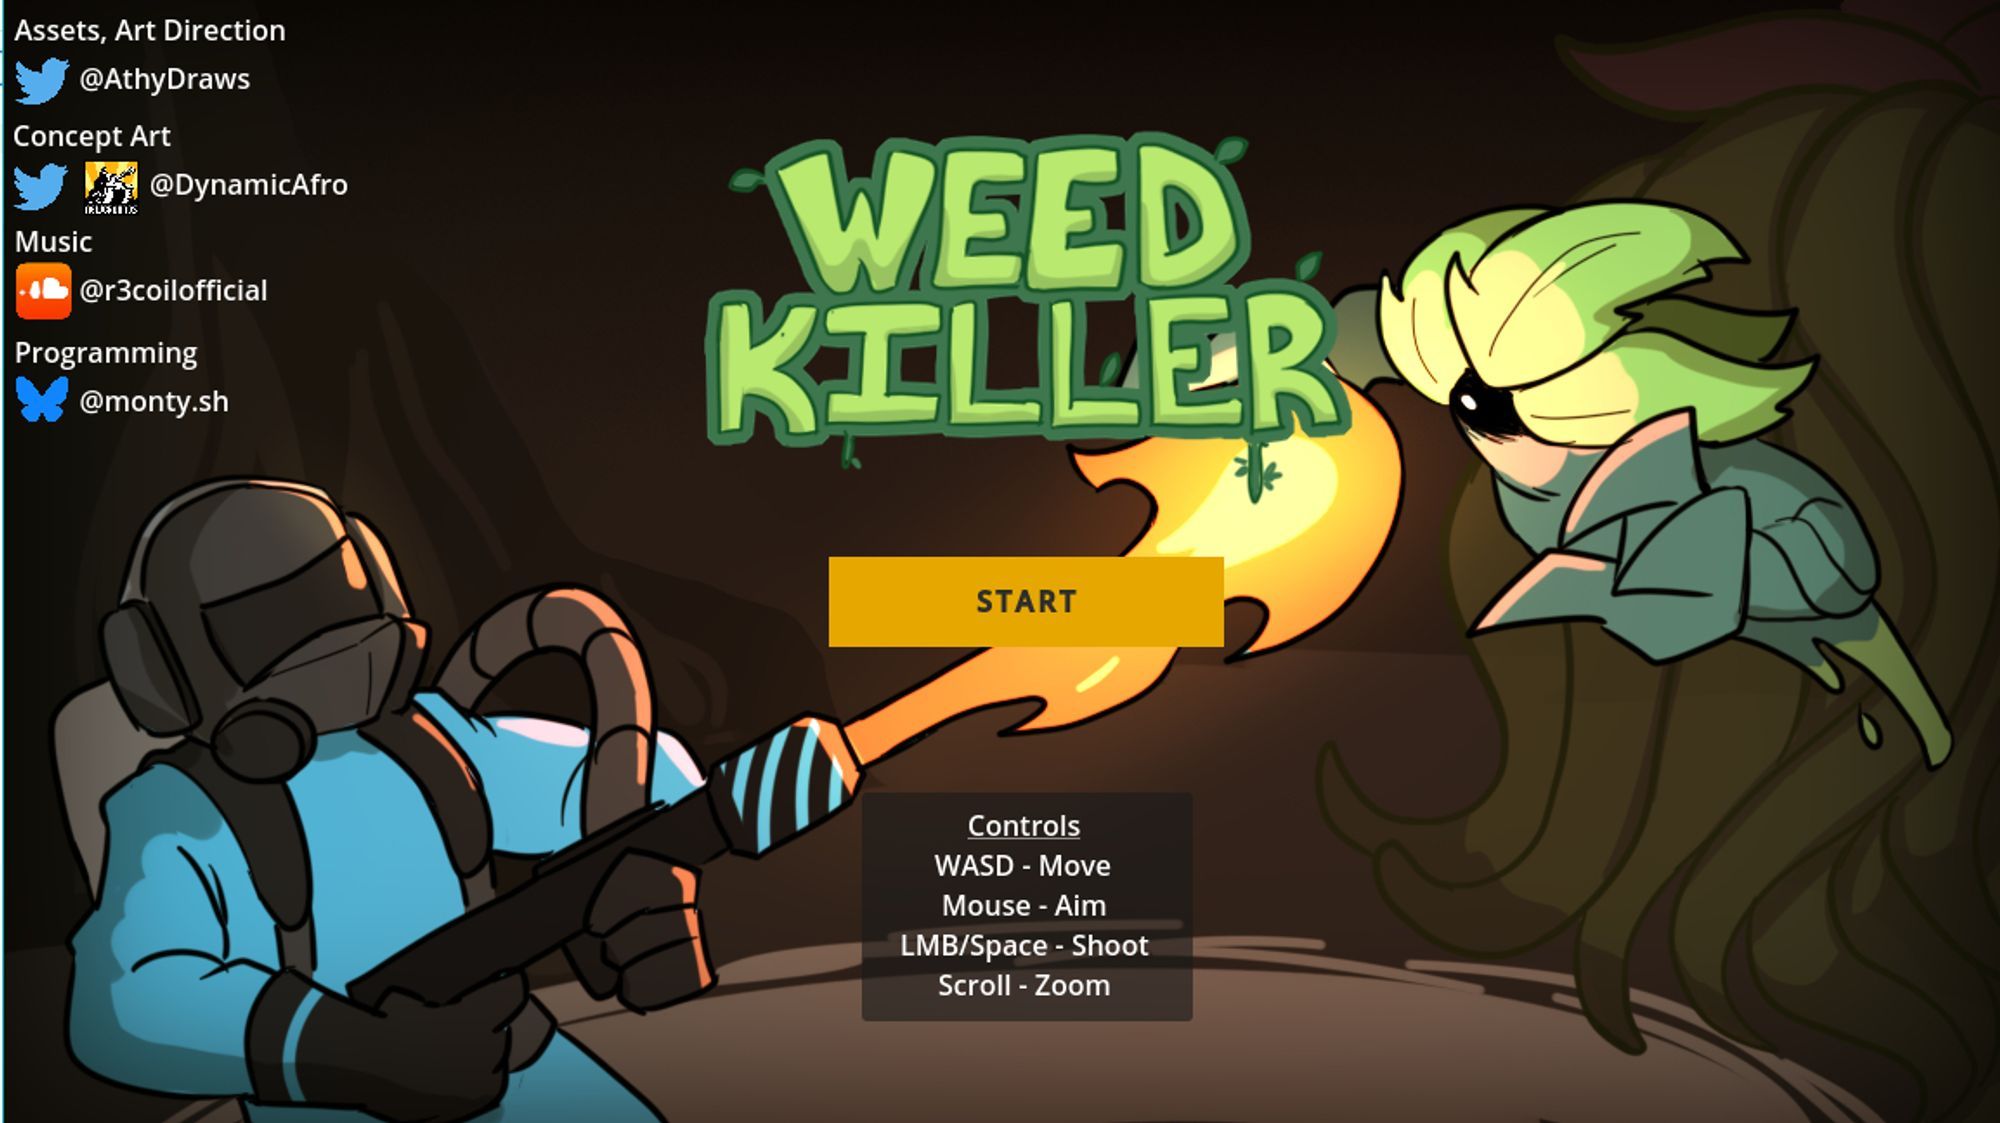 Assets, Art Direction
@AthyDraws
Concept Art
@DynamicAfro
Music
@r3coilofficial
Programming
@monty.sh
WEED
KILLER
START
Controls
WASD - Move
Mouse - Aim
LMB/Space - Shoot
Scroll - Zoom